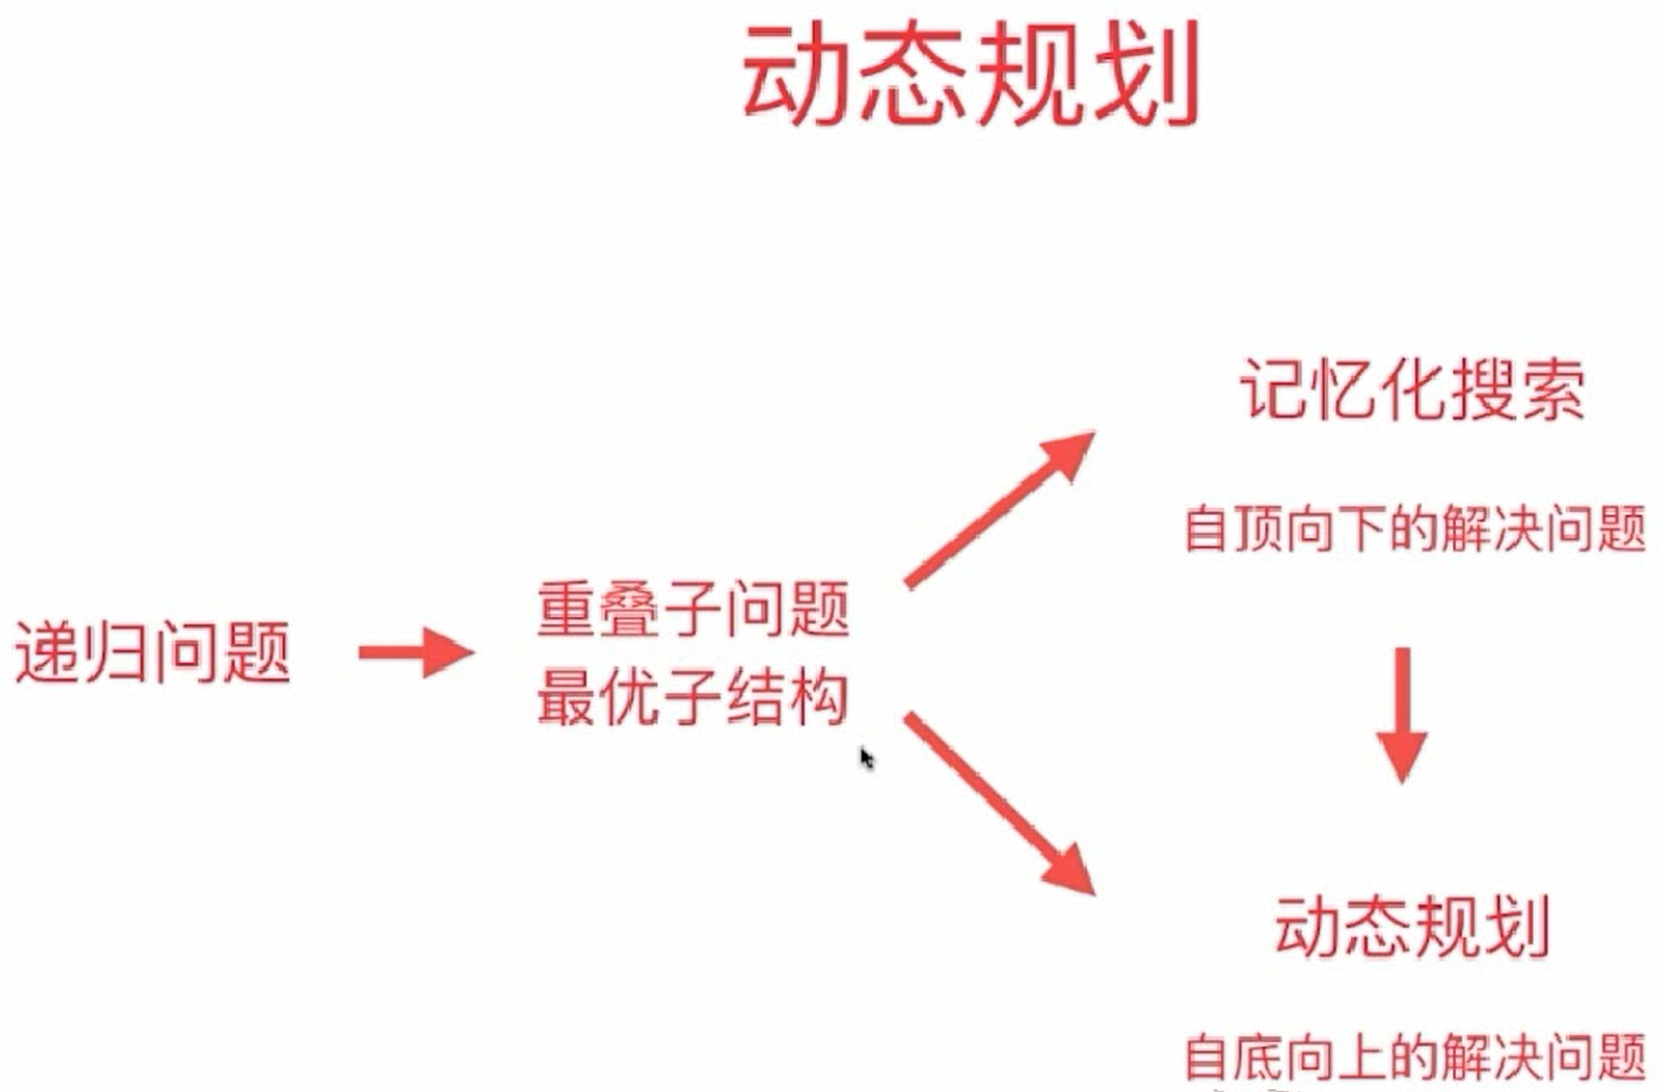 动态规划
记忆化搜索
自顶向下的解决问题
递归问题
重叠子问题
最优子结构
动态规划
自底向上的解决问题